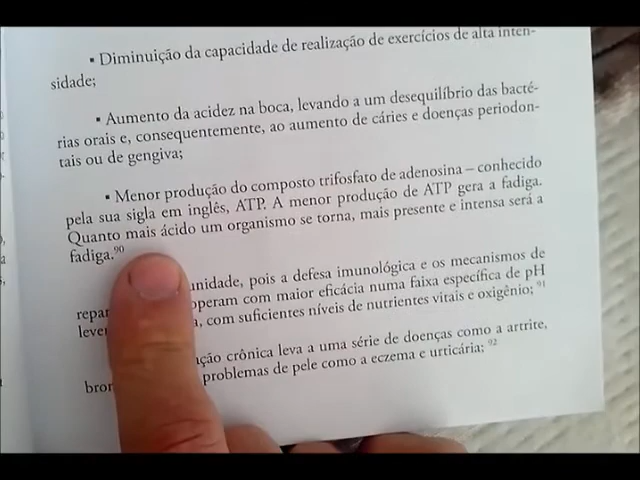 ▪ Diminuição da capacidade de realização de exercícios de alta inten-
sidade;
▪ Aumento da acidez na boca, levando a um desequilíbrio das bacté-
rias orais e, consequentemente, ao aumento de cáries e doenças periodon-
tais ou de gengiva;
▪ Menor produção do composto trifosfato de adenosina – conhecido
pela sua sigla em inglês, ATP. A menor produção de ATP gera a fadiga.
Quanto mais ácido um organismo se torna, mais presente e intensa será a
fadiga.90
unidade, pois a defesa imunológica e os mecanismos de
repar operam com maior eficácia numa faixa específica de pH
lever a, com suficientes níveis de nutrientes vitais e oxigênio; 91
ação crônica leva a uma série de doenças como a artrite,
bron problemas de pele como a eczema e urticária; 92